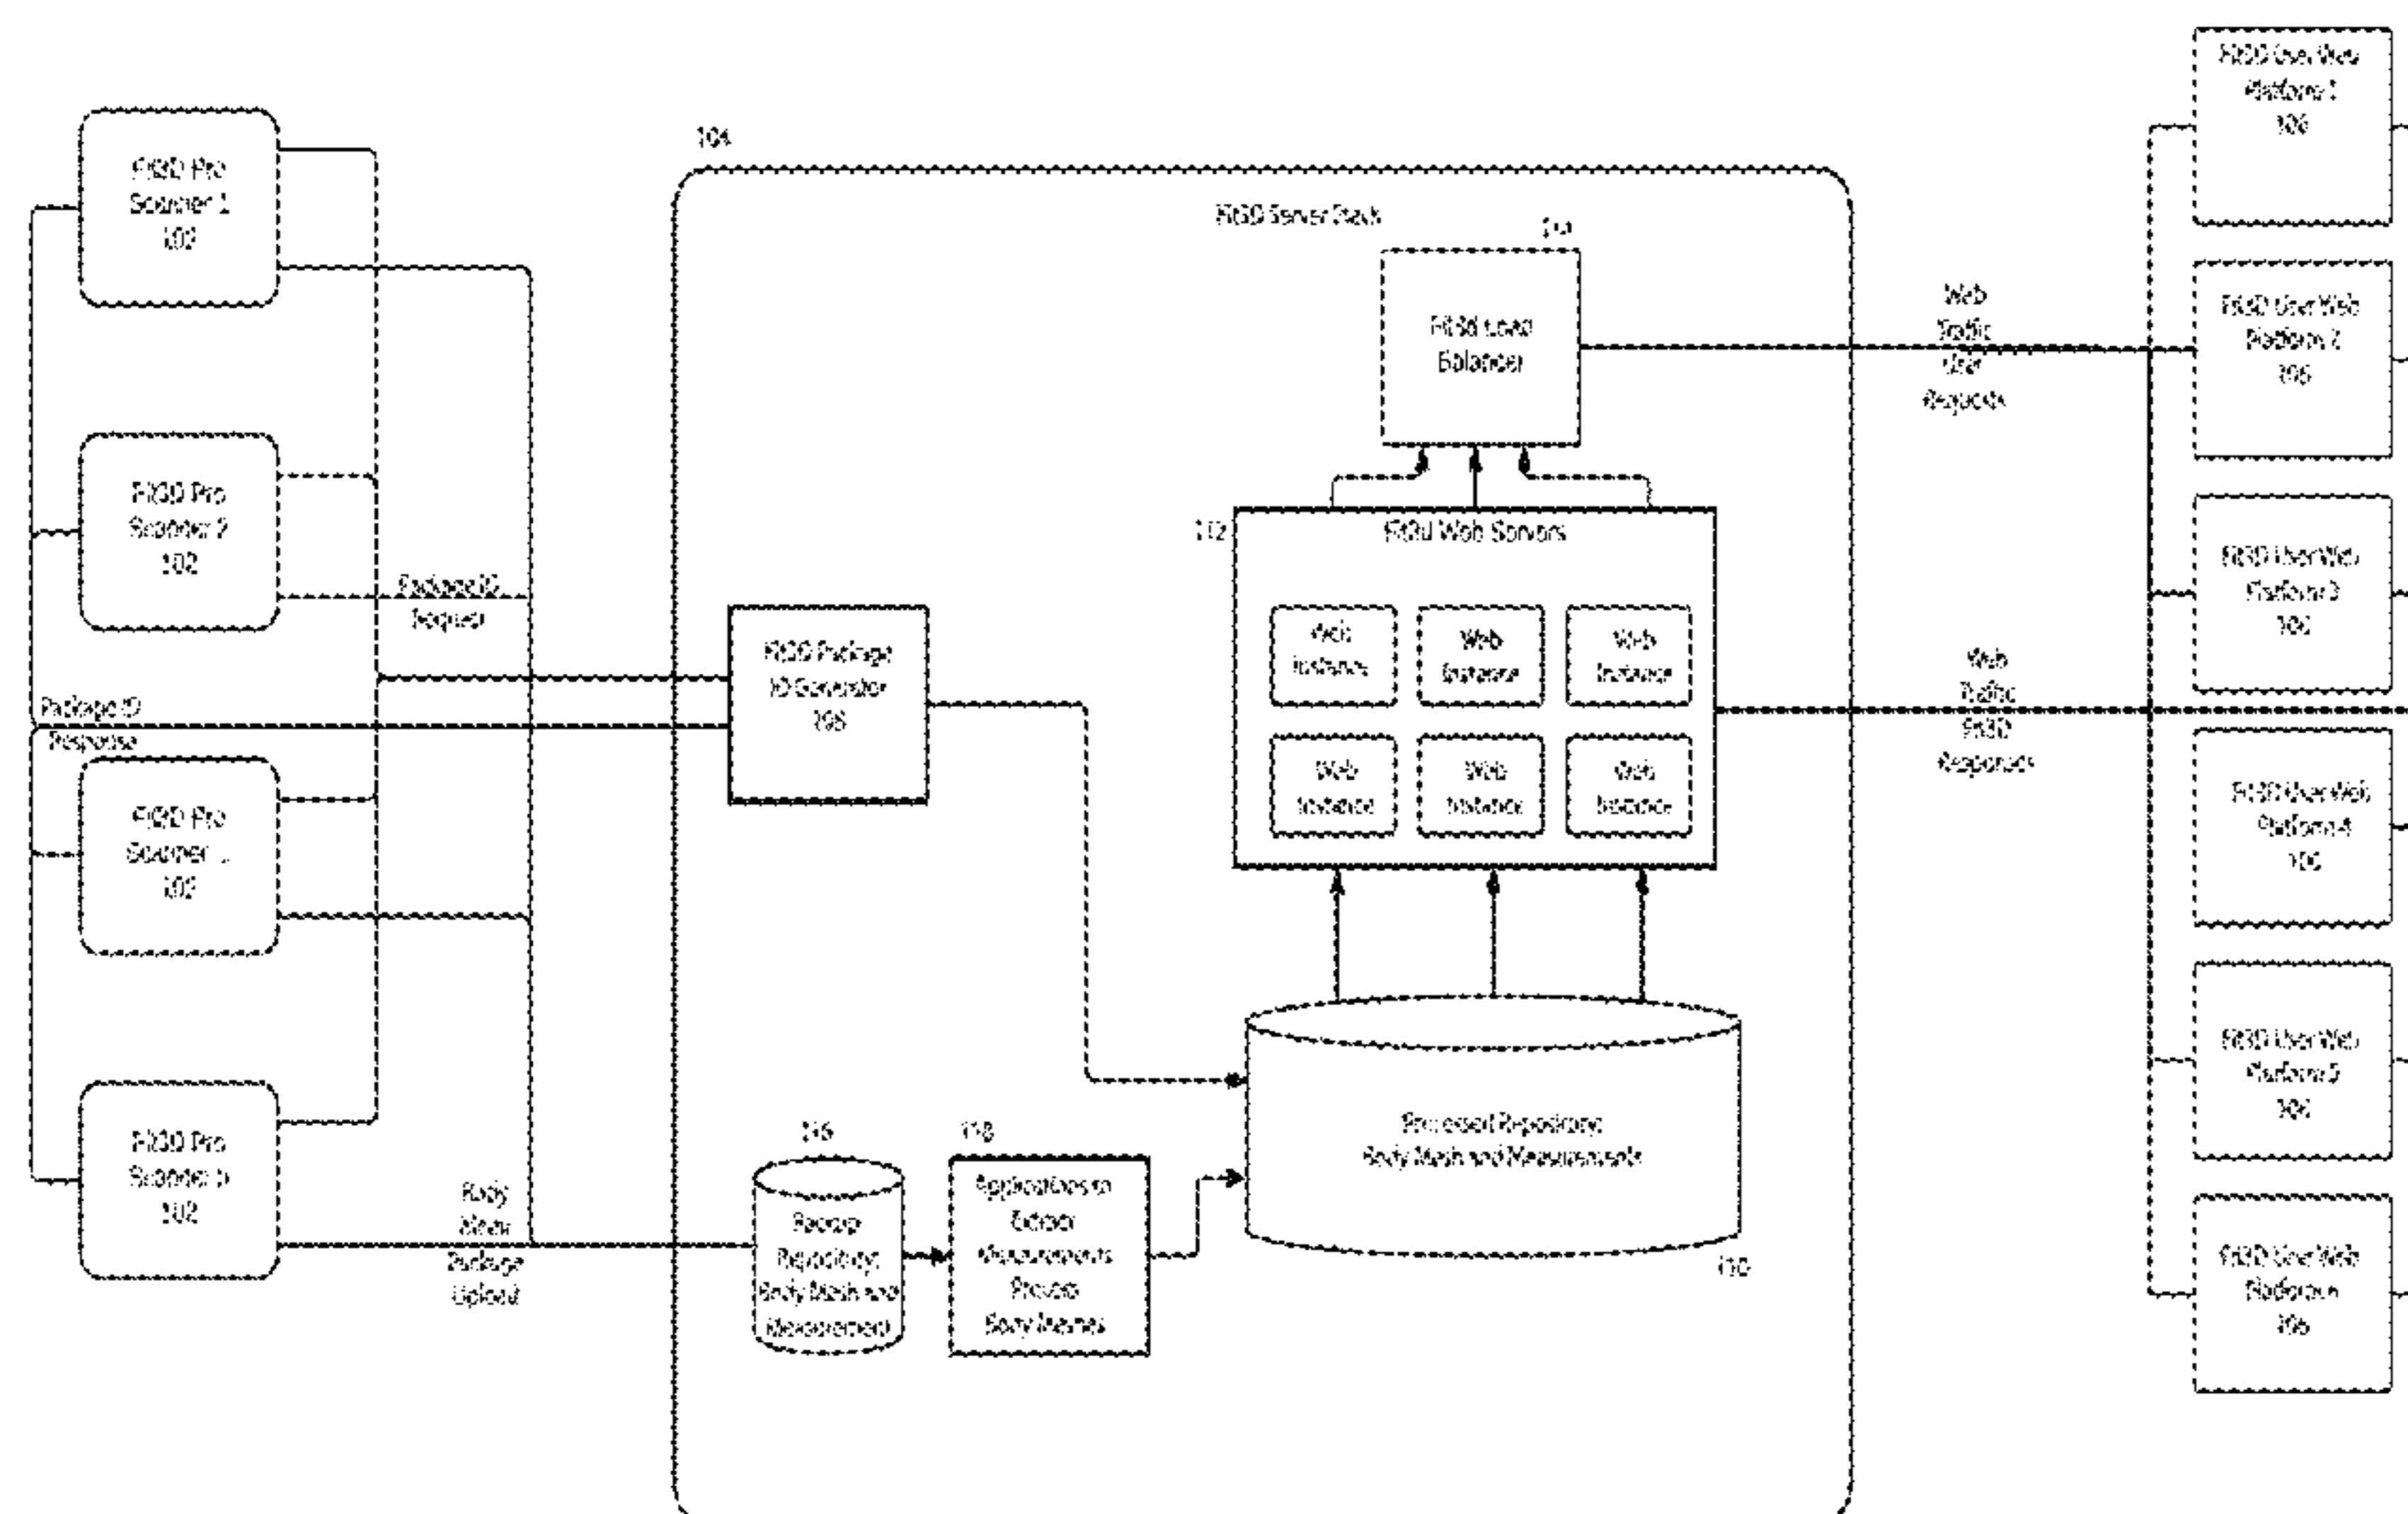 Fit3D Pro
Scanner 1
102
Fit3D Pro
Scanner 2
102
Fit3D Pro
Scanner
102
Fit3D Pro
Scanner n
102
Package ID
Request
Package ID
Response
Body
Mesh
Package
Upload
104
Fit3D Server Stack
Fit3D Package
ID Generator
108
114
Fit3D Load
Balancer
112
Fit3D Web Servers
Web
Instance
Web
Instance
Web
Instance
Web
Instance
Web
Instance
Web
Instance
116
Repository:
Body Mesh and
Measurement
118
Applications to
Extract
Measurements
Body Meshes
Processed Repository:
Body Mesh and Measurements
110
Web
Traffic
User
Requests
Web
Traffic
Fit3D
Responses
Fit3D User Web
Platform 1
106
Fit3D User Web
Platform 2
106
Fit3D User Web
Platform 3
106
Fit3D User Web
Platform 4
106
Fit3D User Web
Platform 5
106
Fit3D User Web
Platform n
106